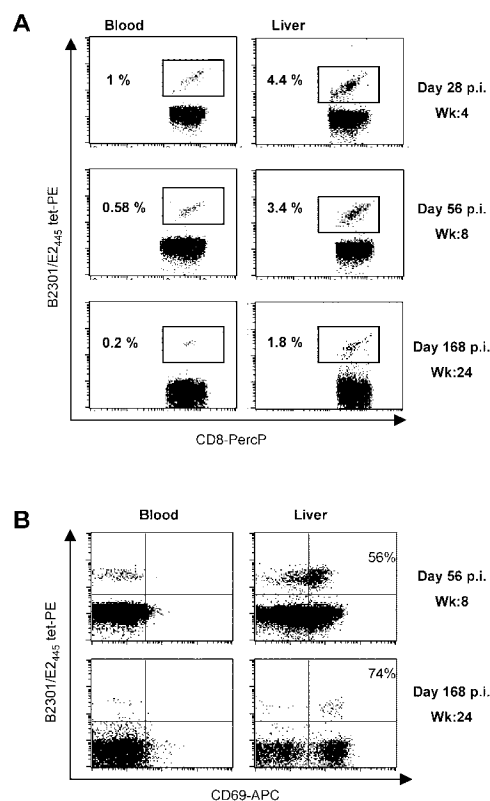 A
Blood Liver
1 % 4.4 % Day 28 p.i.
Wk:4
0.58 % 3.4 % Day 56 p.i.
Wk:8
0.2 % 1.8 % Day 168 p.i.
Wk:24
B2301/E2445 tet-PE
CD8-PercP
B
Blood Liver
56% Day 56 p.i.
Wk:8
74% Day 168 p.i.
Wk:24
B2301/E2445 tet-PE
CD69-APC